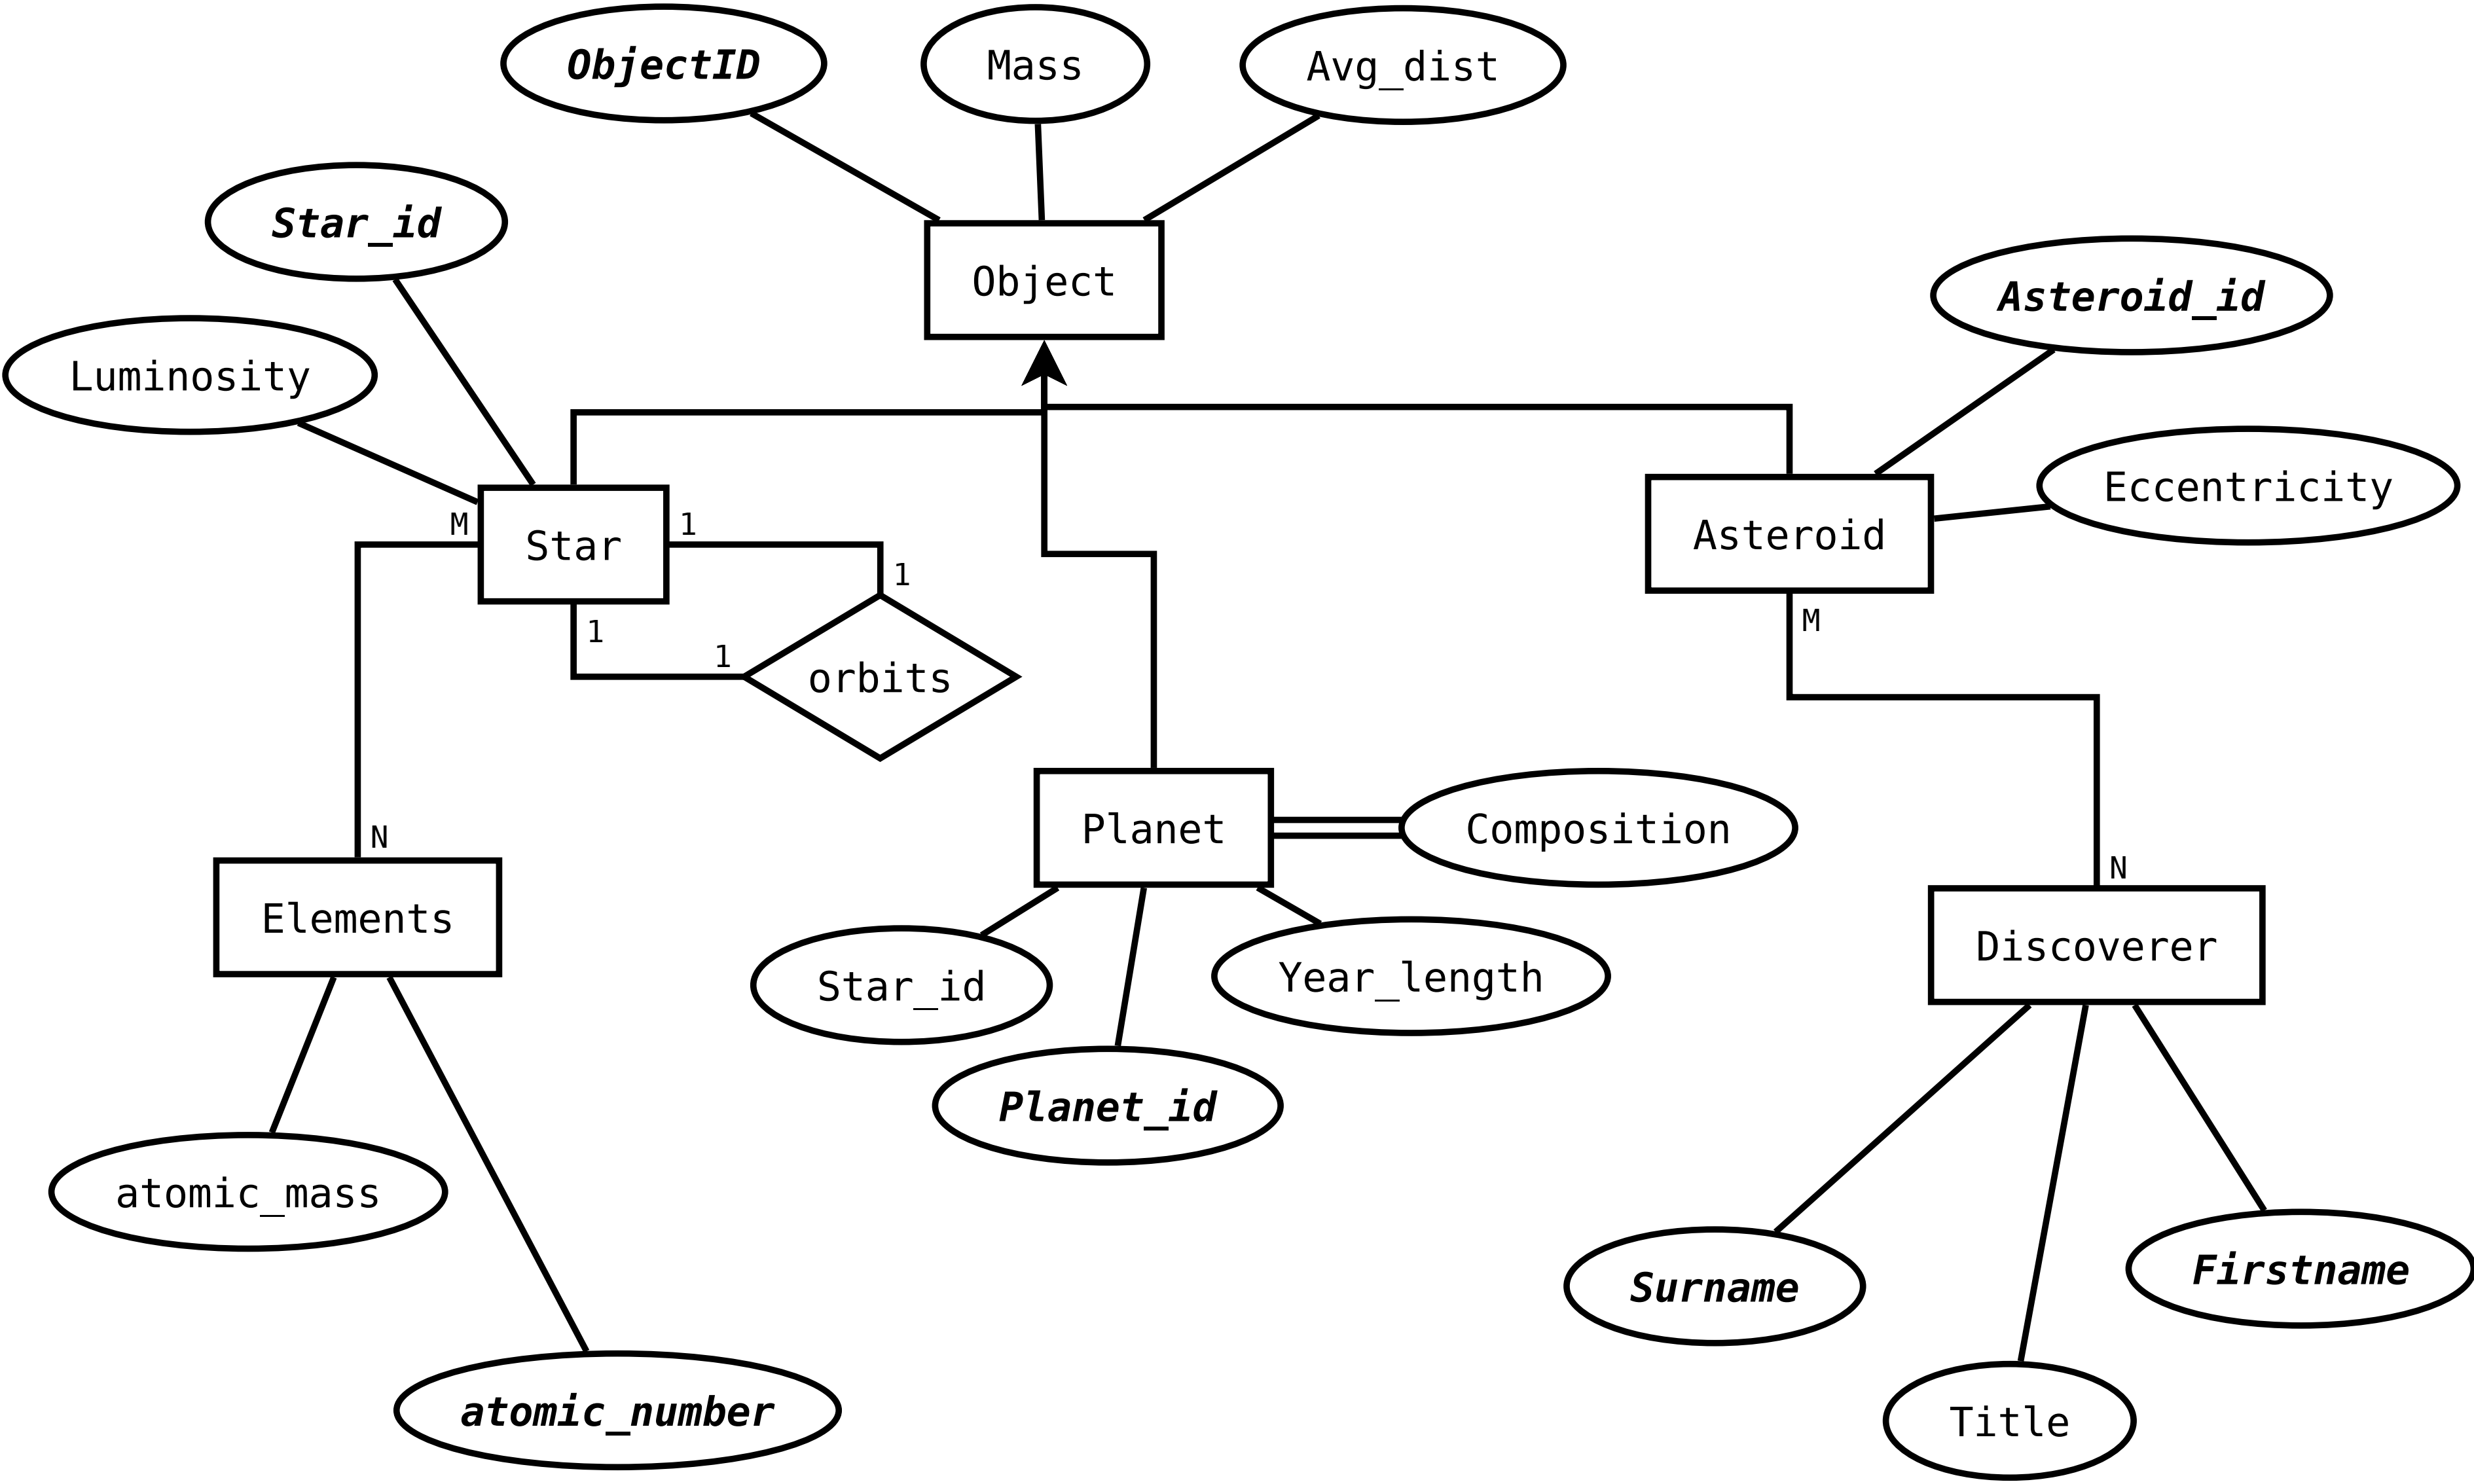 ObjectID
Mass
Avg_dist
Star_id
Object
Asteroid_id
Luminosity
Eccentricity
M
Star
1
Asteroid
1
1
M
1
orbits
N
Planet
Composition
Elements
N
Discoverer
Star_id
Year_length
Planet_id
atomic_mass
Surname
Firstname
atomic_number
Title